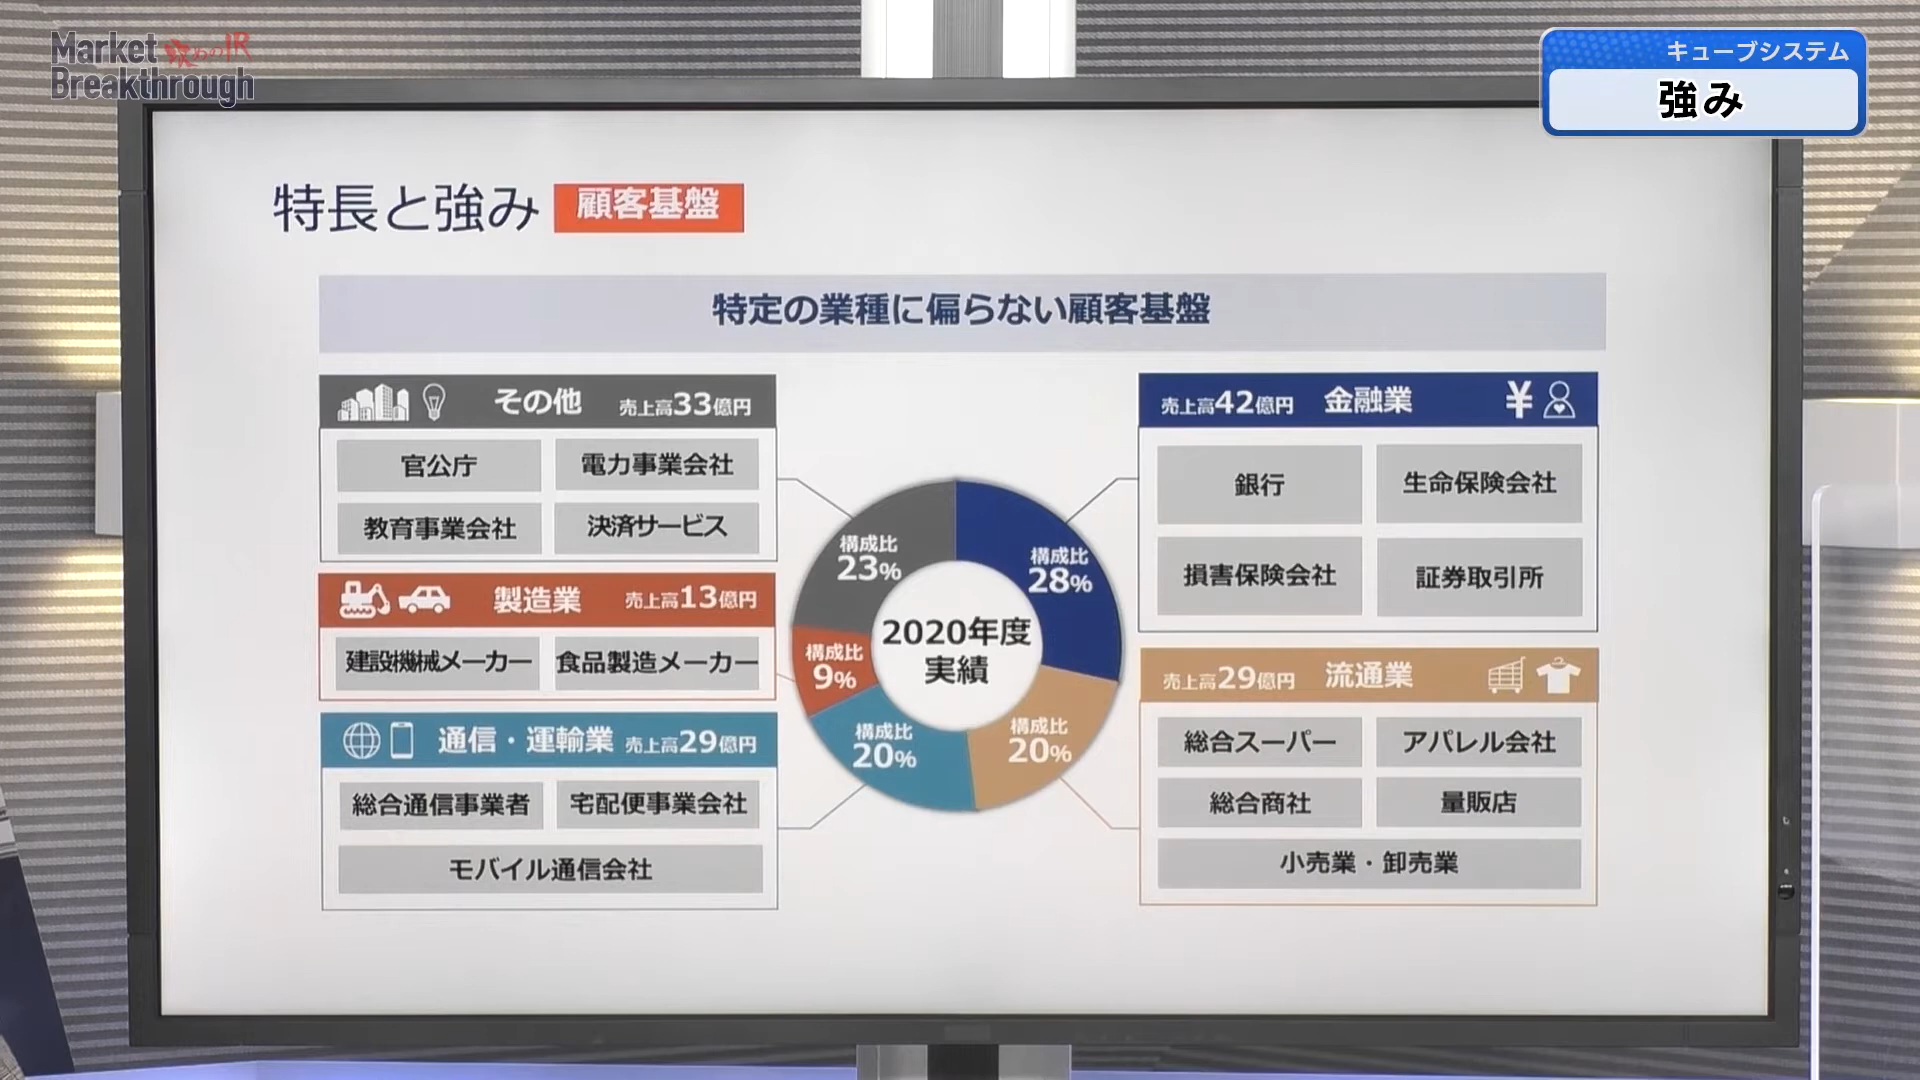 Market 攻めのIR
Breakthrough
キューブシステム
強み
特長と強み 顧客基盤
特定の業種に偏らない顧客基盤
その他 売上高33億円
官公庁 電力事業会社
教育事業会社 決済サービス
製造業 売上高13億円
建設機械メーカー 食品製造メーカー
通信・運輸業 売上高29億円
総合通信事業者 宅配便事業会社
モバイル通信会社
構成比
23%
構成比
28%
構成比
9%
構成比
20%
構成比
20%
2020年度
実績
売上高42億円 金融業 ¥
銀行 生命保険会社
損害保険会社 証券取引所
売上高29億円 流通業
総合スーパー アパレル会社
総合商社 量販店
小売業・卸売業